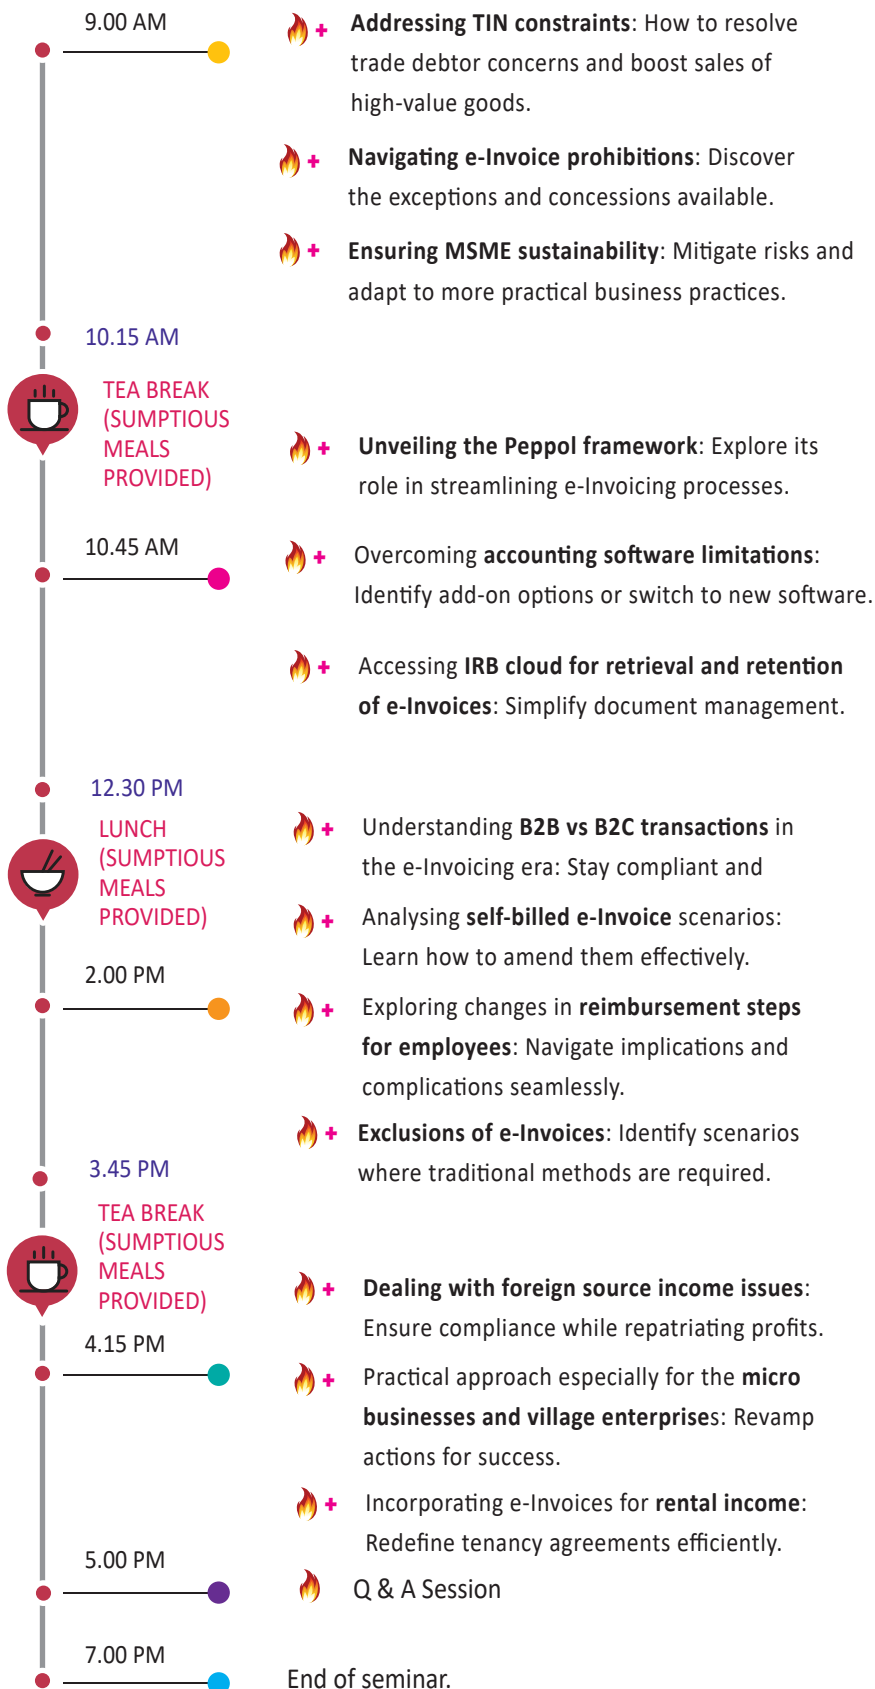 9.00 AM
+ Addressing TIN constraints: How to resolve
trade debtor concerns and boost sales of
high-value goods.
+ Navigating e-Invoice prohibitions: Discover
the exceptions and concessions available.
+ Ensuring MSME sustainability: Mitigate risks and
adapt to more practical business practices.
10.15 AM
TEA BREAK
(SUMPTIOUS
MEALS
PROVIDED)
+ Unveiling the Peppol framework: Explore its
role in streamlining e-Invoicing processes.
10.45 AM
+ Overcoming accounting software limitations:
Identify add-on options or switch to new software.
+ Accessing IRB cloud for retrieval and retention
of e-Invoices: Simplify document management.
12.30 PM
LUNCH
(SUMPTIOUS
MEALS
PROVIDED)
+ Understanding B2B vs B2C transactions in
the e-Invoicing era: Stay compliant and
+ Analysing self-billed e-Invoice scenarios:
Learn how to amend them effectively.
2.00 PM
+ Exploring changes in reimbursement steps
for employees: Navigate implications and
complications seamlessly.
+ Exclusions of e-Invoices: Identify scenarios
where traditional methods are required.
3.45 PM
TEA BREAK
(SUMPTIOUS
MEALS
PROVIDED)
+ Dealing with foreign source income issues:
Ensure compliance while repatriating profits.
4.15 PM
+ Practical approach especially for the micro
businesses and village enterprises: Revamp
actions for success.
+ Incorporating e-Invoices for rental income:
Redefine tenancy agreements efficiently.
5.00 PM
Q & A Session
7.00 PM
End of seminar.